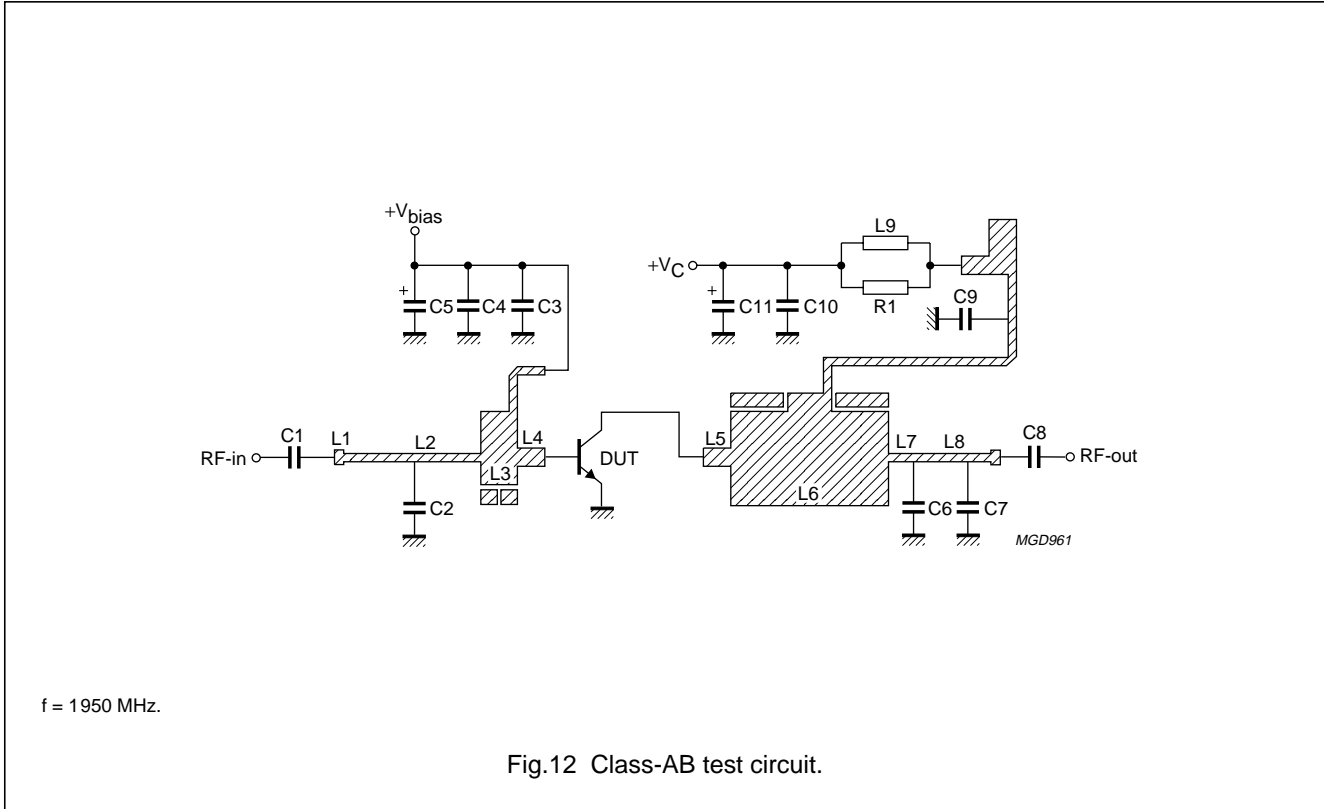 +Vbias
C5
C4
C3
+VC
C11
C10
L9
R1
C9
RF-in
C1
L1
L2
C2
L3
L4
DUT
L5
L6
L7
L8
C6
C7
C8
RF-out
+
+
MGD961
f = 1950 MHz.
Fig.12 Class-AB test circuit.